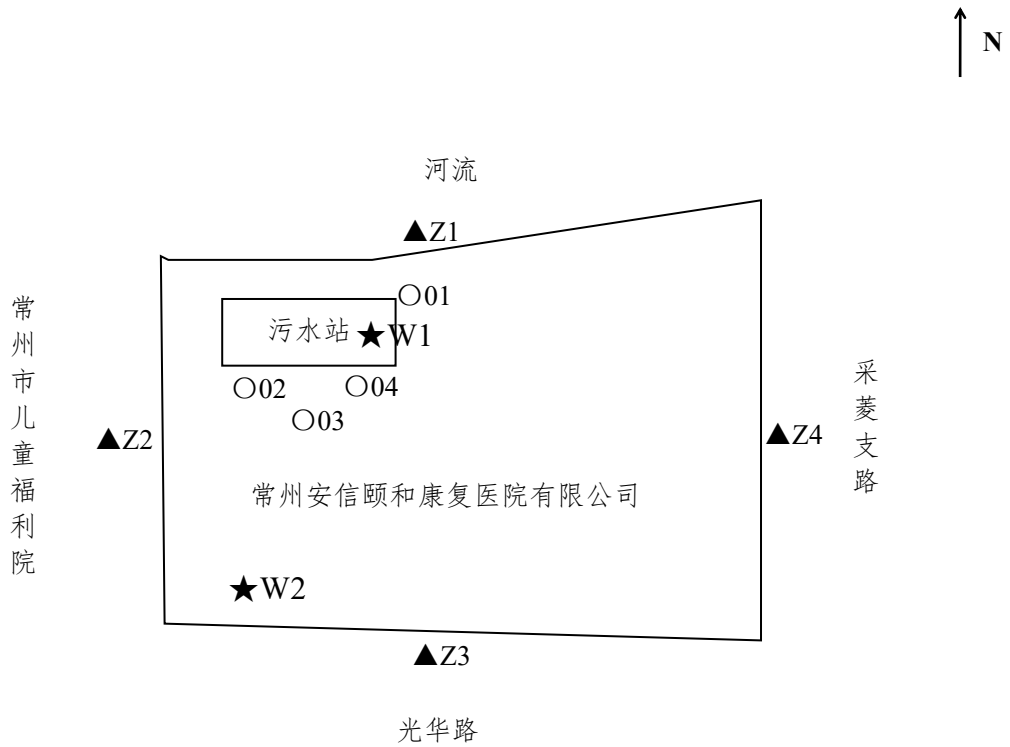 N
河流
▲Z1
○01
污水站 ★W1
○02
○04
○03
常州市儿童福利院
▲Z2
▲Z4
采菱支路
常州安信颐和康复医院有限公司
★W2
▲Z3
光华路